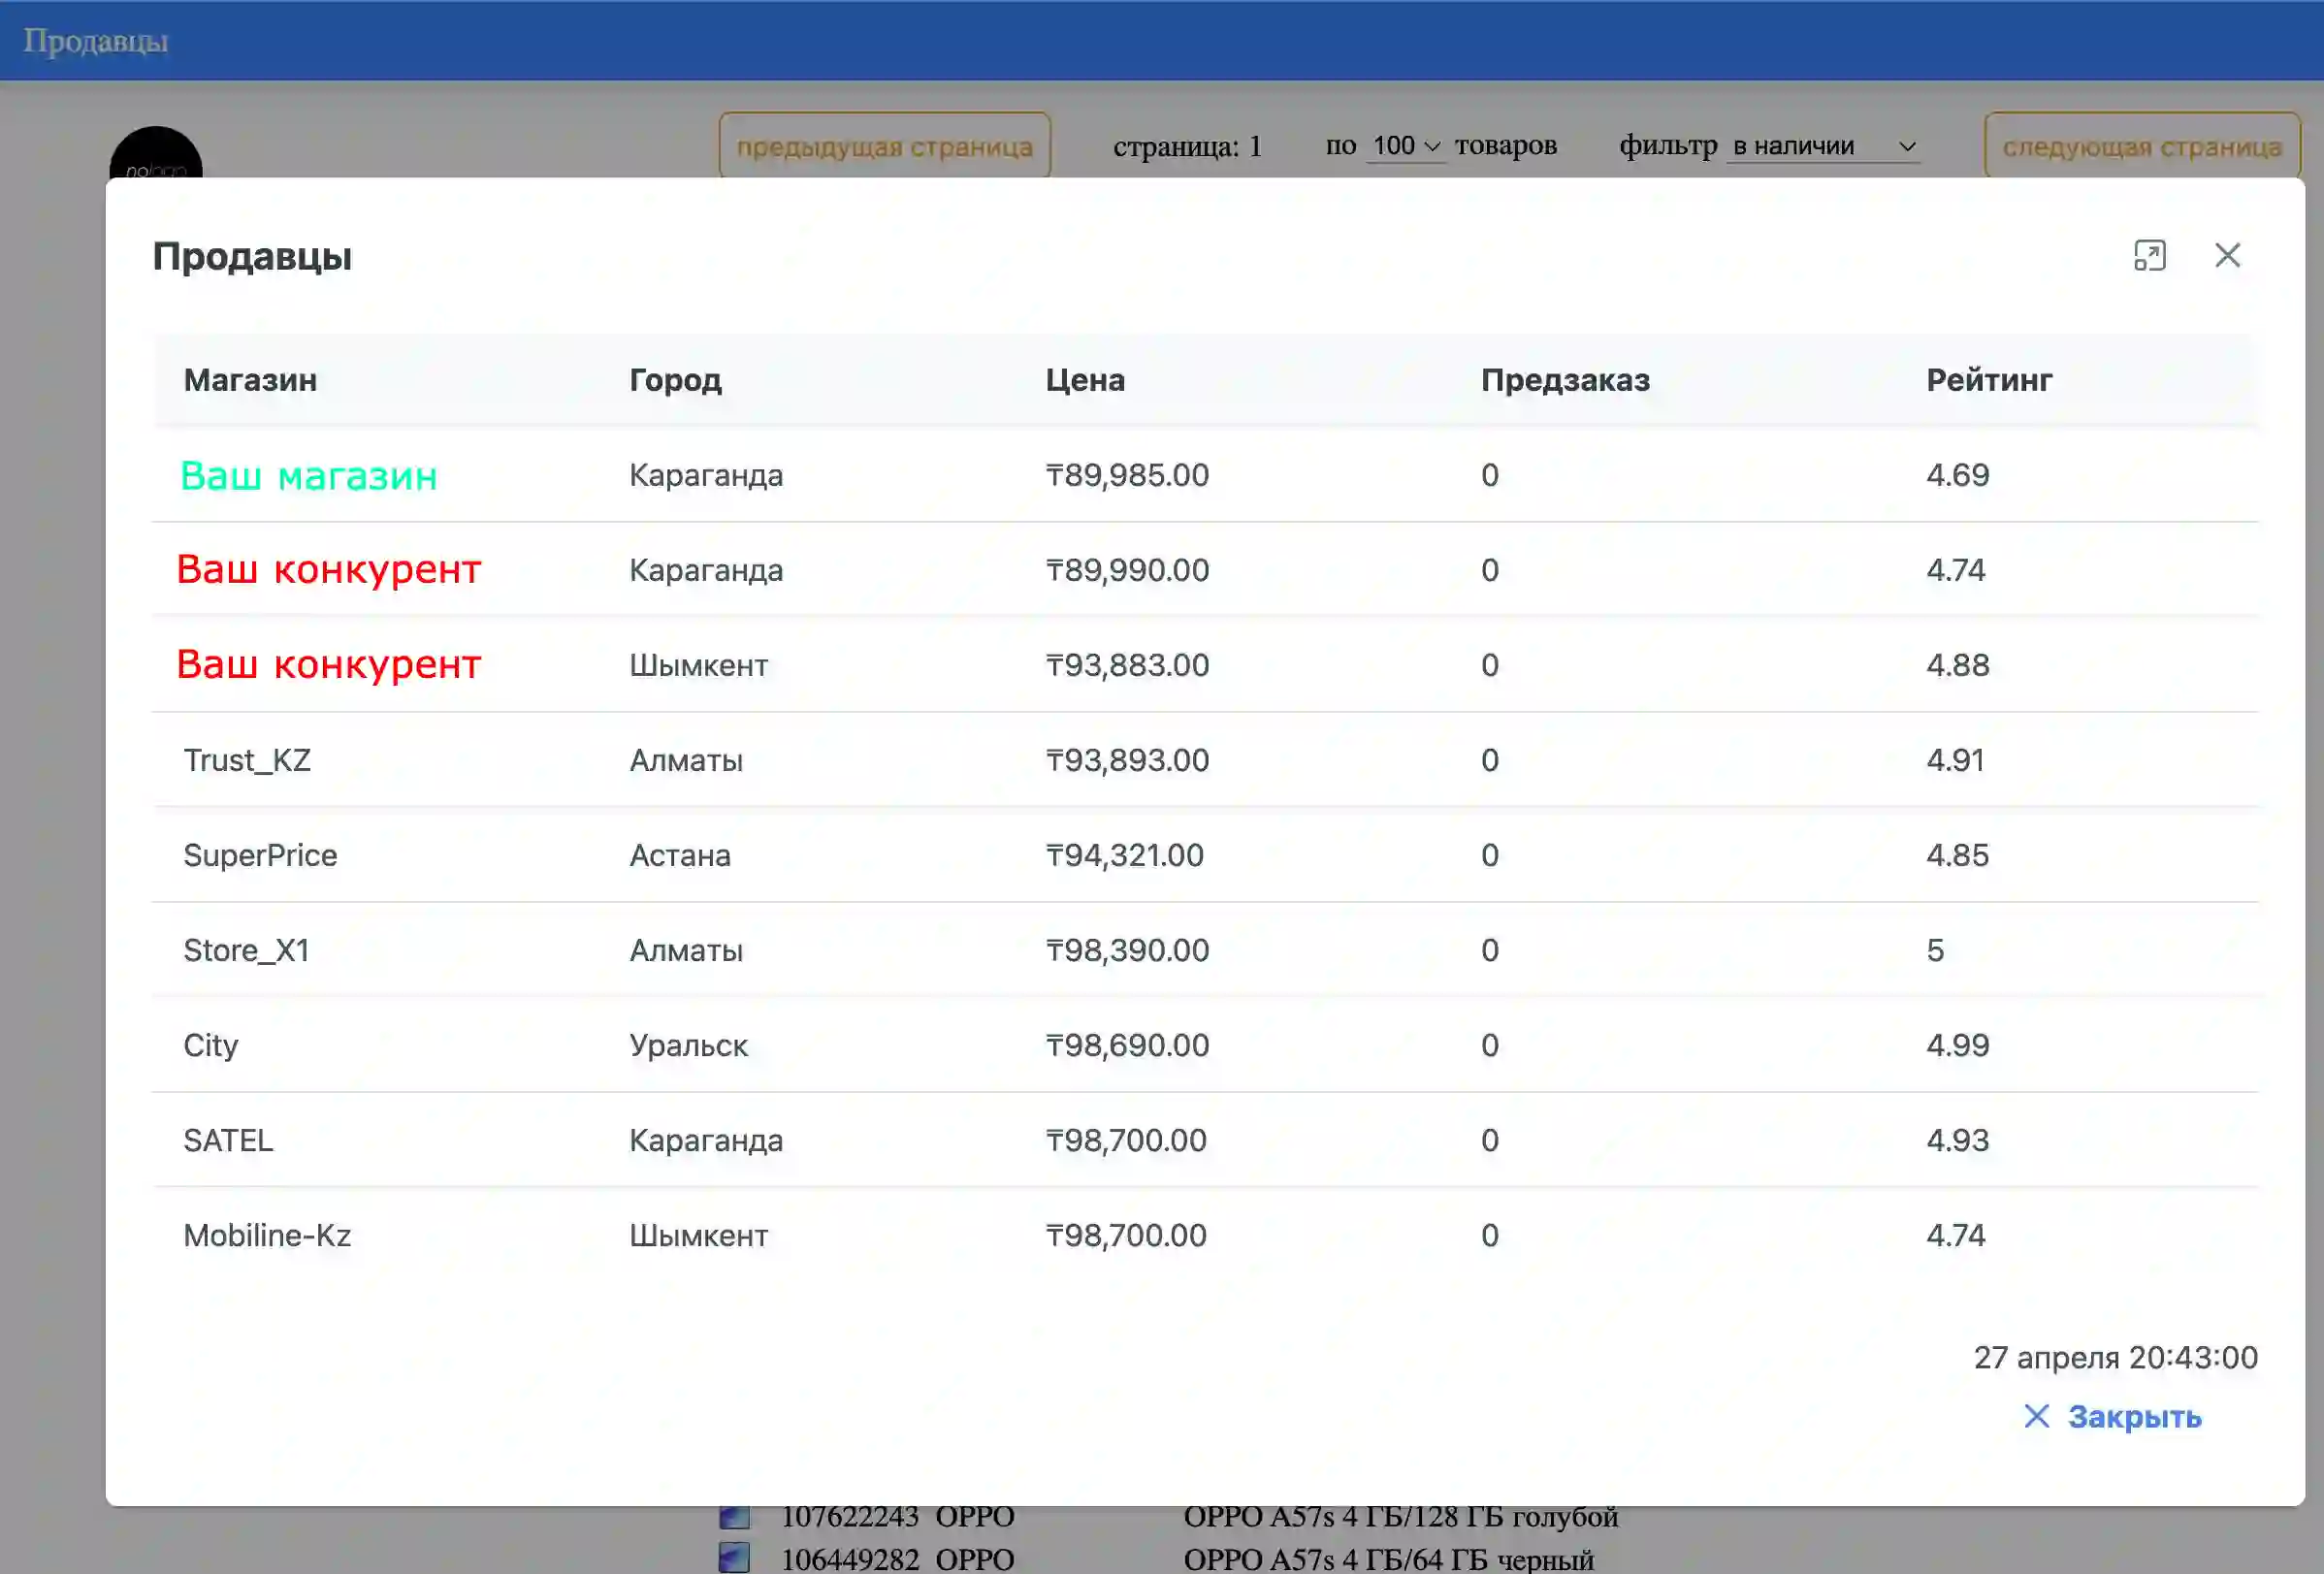 Продавцы
nologo
предыдущая страница страница: 1 по 100 товаров фильтр в наличии следующая страница
Продавцы
Магазин Город Цена Предзаказ Рейтинг
Ваш магазин Караганда ₸89,985.00 0 4.69
Ваш конкурент Караганда ₸89,990.00 0 4.74
Ваш конкурент Шымкент ₸93,883.00 0 4.88
Trust_KZ Алматы ₸93,893.00 0 4.91
SuperPrice Астана ₸94,321.00 0 4.85
Store_X1 Алматы ₸98,390.00 0 5
City Уральск ₸98,690.00 0 4.99
SATEL Караганда ₸98,700.00 0 4.93
Mobiline-Kz Шымкент ₸98,700.00 0 4.74
27 апреля 20:43:00
Закрыть
107622243 OPPO OPPO A57s 4 ГБ/128 ГБ голубой
106449282 OPPO OPPO A57s 4 ГБ/64 ГБ черный